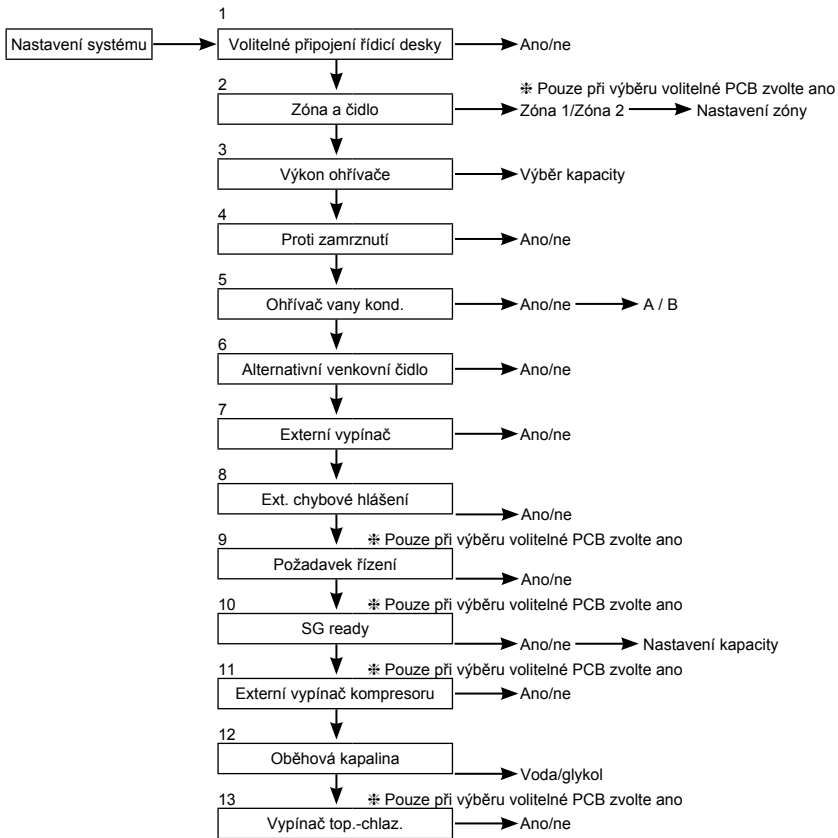 1
Nastavení systému Volitelné připojení řídicí desky Ano/ne
2
❈ Pouze při výběru volitelné PCB zvolte ano
Zóna a čidlo Zóna 1/Zóna 2 Nastavení zóny
3
Výkon ohřívače Výběr kapacity
4
Proti zamrznutí Ano/ne
5
Ohřívač vany kond. Ano/ne A / B
6
Alternativní venkovní čidlo Ano/ne
7
Externí vypínač Ano/ne
8
Ext. chybové hlášení
Ano/ne
9 ❈ Pouze při výběru volitelné PCB zvolte ano
Požadavek řízení
Ano/ne
10 ❈ Pouze při výběru volitelné PCB zvolte ano
SG ready
Ano/ne Nastavení kapacity
11 ❈ Pouze při výběru volitelné PCB zvolte ano
Externí vypínač kompresoru Ano/ne
12
Oběhová kapalina
Voda/glykol
13 ❈ Pouze při výběru volitelné PCB zvolte ano
Vypínač top.-chlaz. Ano/ne